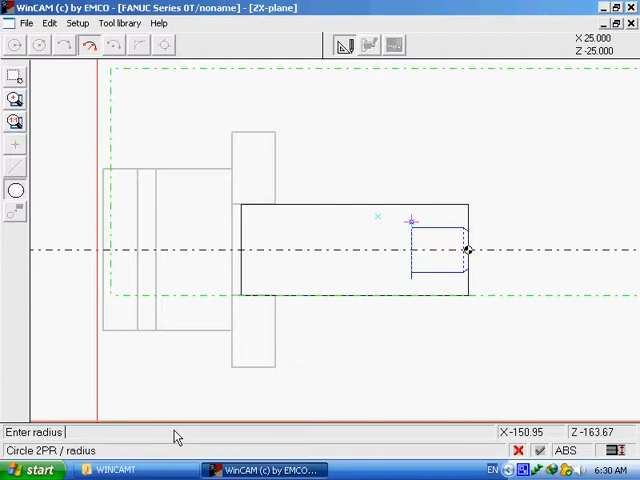 WinCAM (c) by EMCO - [FANUC Series 0T/noname] - [ZX-plane]
File Edit Setup Tool library Help
X 25.000
Z -25.000
Enter radius
X-150.95 Z-163.67
Circle 2PR / radius ABS
start WINCAMT WinCAM (c) by EMCO... EN 6:30 AM